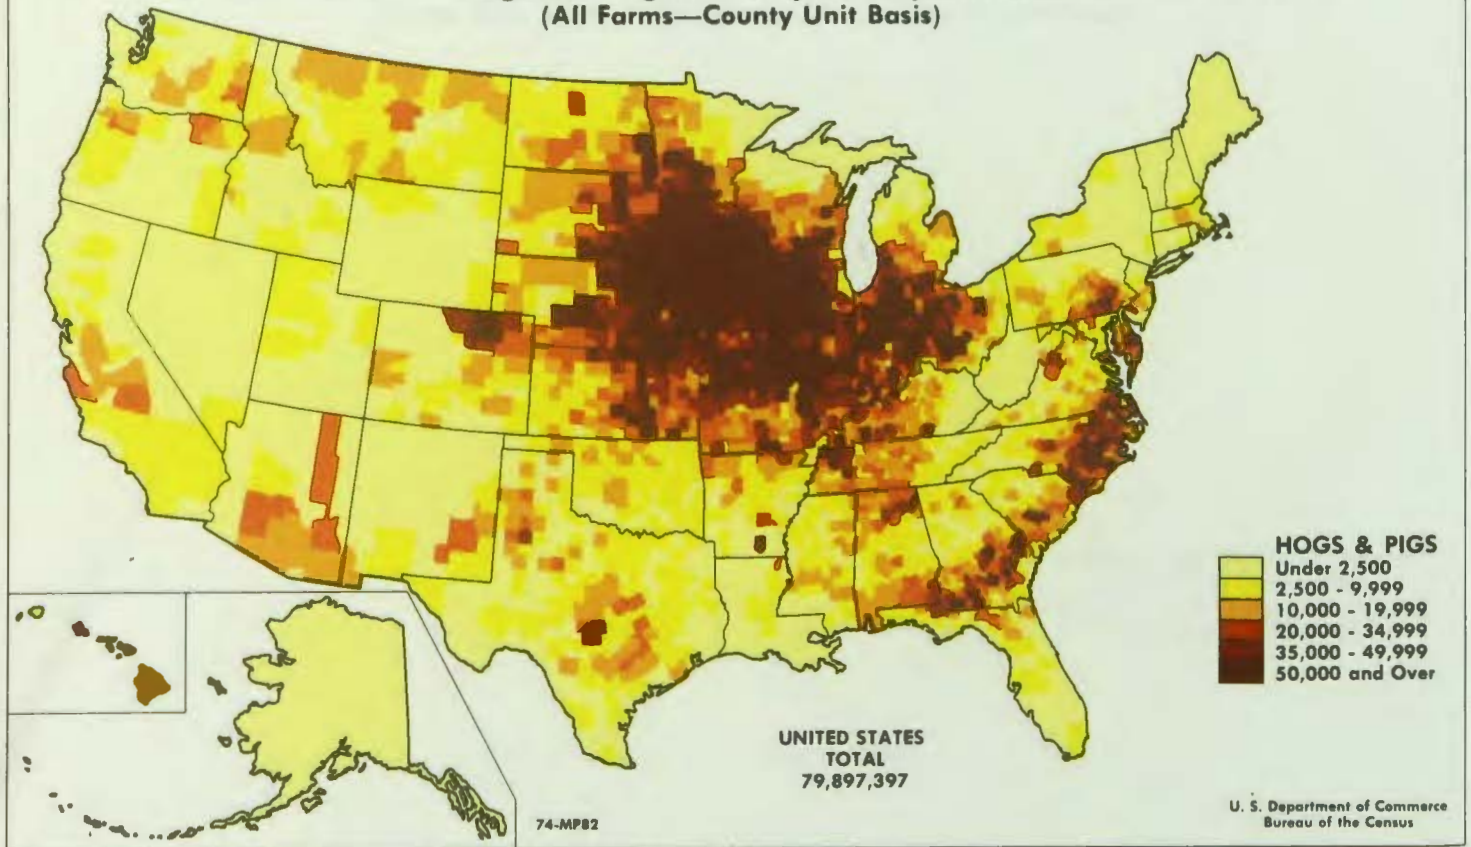 (All Farms—County Unit Basis)
HOGS & PIGS
Under 2,500
2,500 - 9,999
10,000 - 19,999
20,000 - 34,999
35,000 - 49,999
50,000 and Over
UNITED STATES
TOTAL
79,897,397
74-MP82
U. S. Department of Commerce
Bureau of the Census